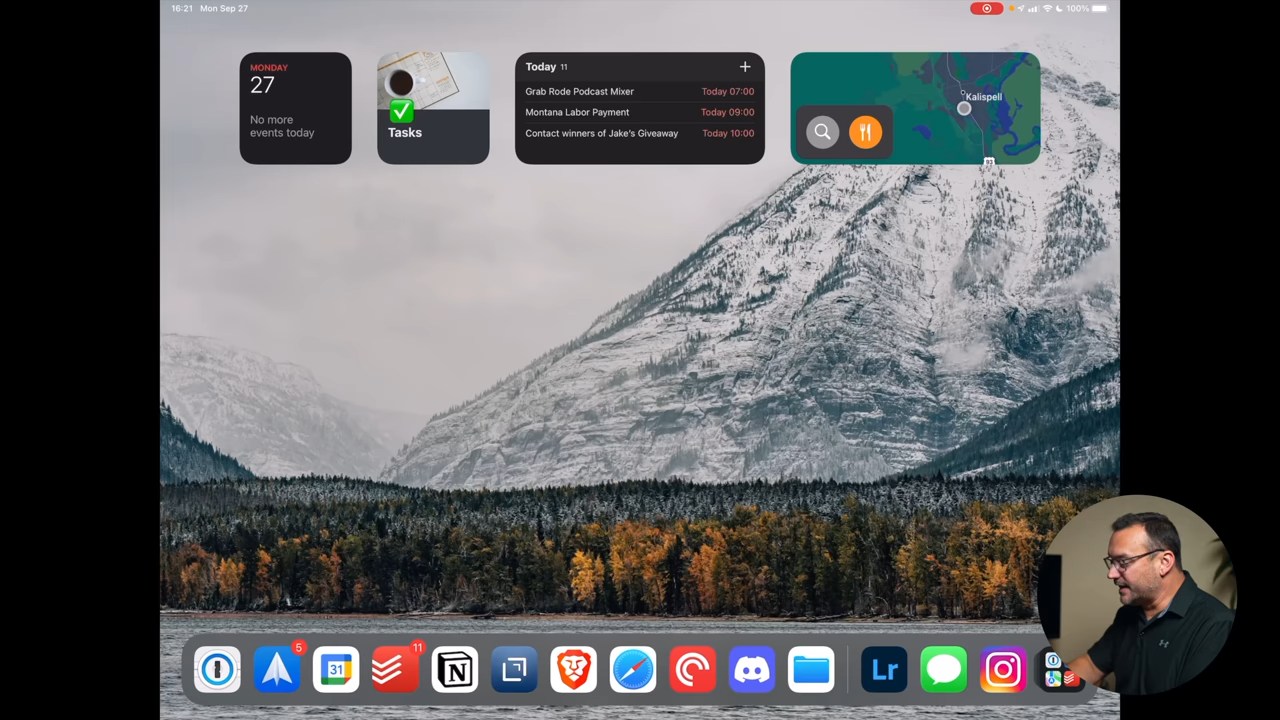 16:21 Mon Sep 27
100%
MONDAY
27
No more
events today
Tasks
Today 11
Grab Rode Podcast Mixer Today 07:00
Montana Labor Payment Today 09:00
Contact winners of Jake's Giveaway Today 10:00
Kalispell
93
5
31
11
N
Lr